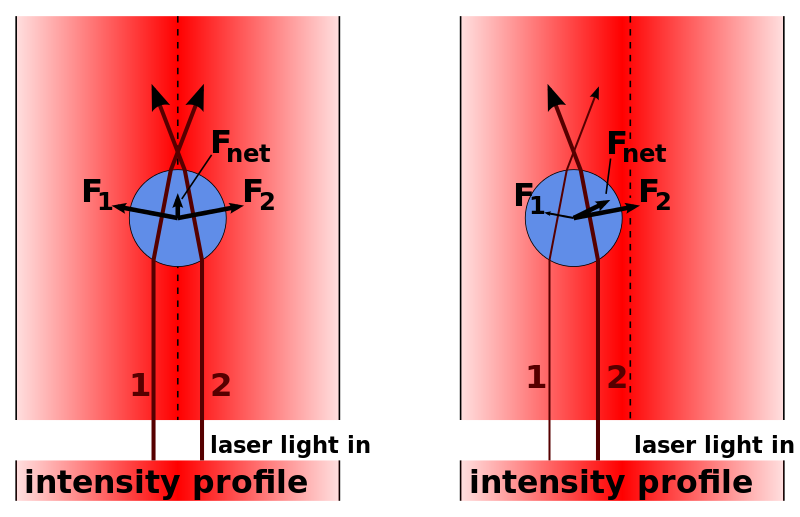 F1
Fnet
F2
1
2
laser light in
intensity profile
F1
Fnet
F2
1
2
laser light in
intensity profile